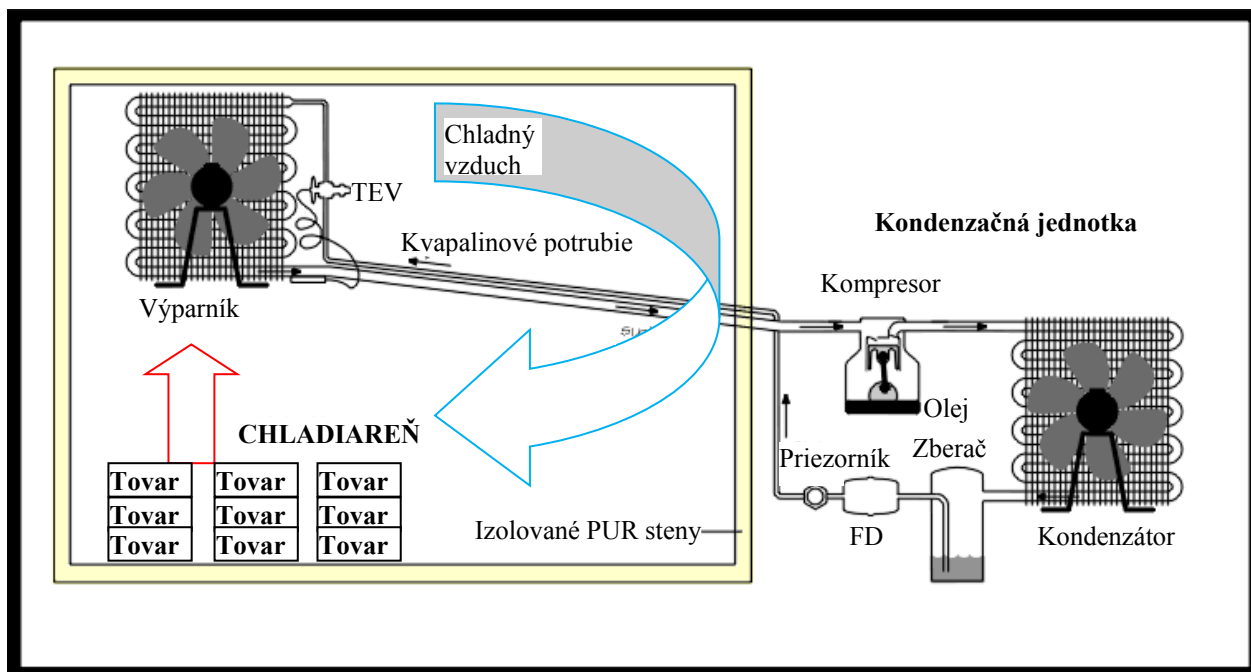 Chladný
vzduch
TEV
Kvapalinové potrubie
Výparník
Kondenzačná jednotka
Kompresor
Olej
CHLADIAREŇ
Tovar Tovar Tovar
Tovar Tovar Tovar
Tovar Tovar Tovar
Izolované PUR steny
Priezorník
Zberač
FD
Kondenzátor